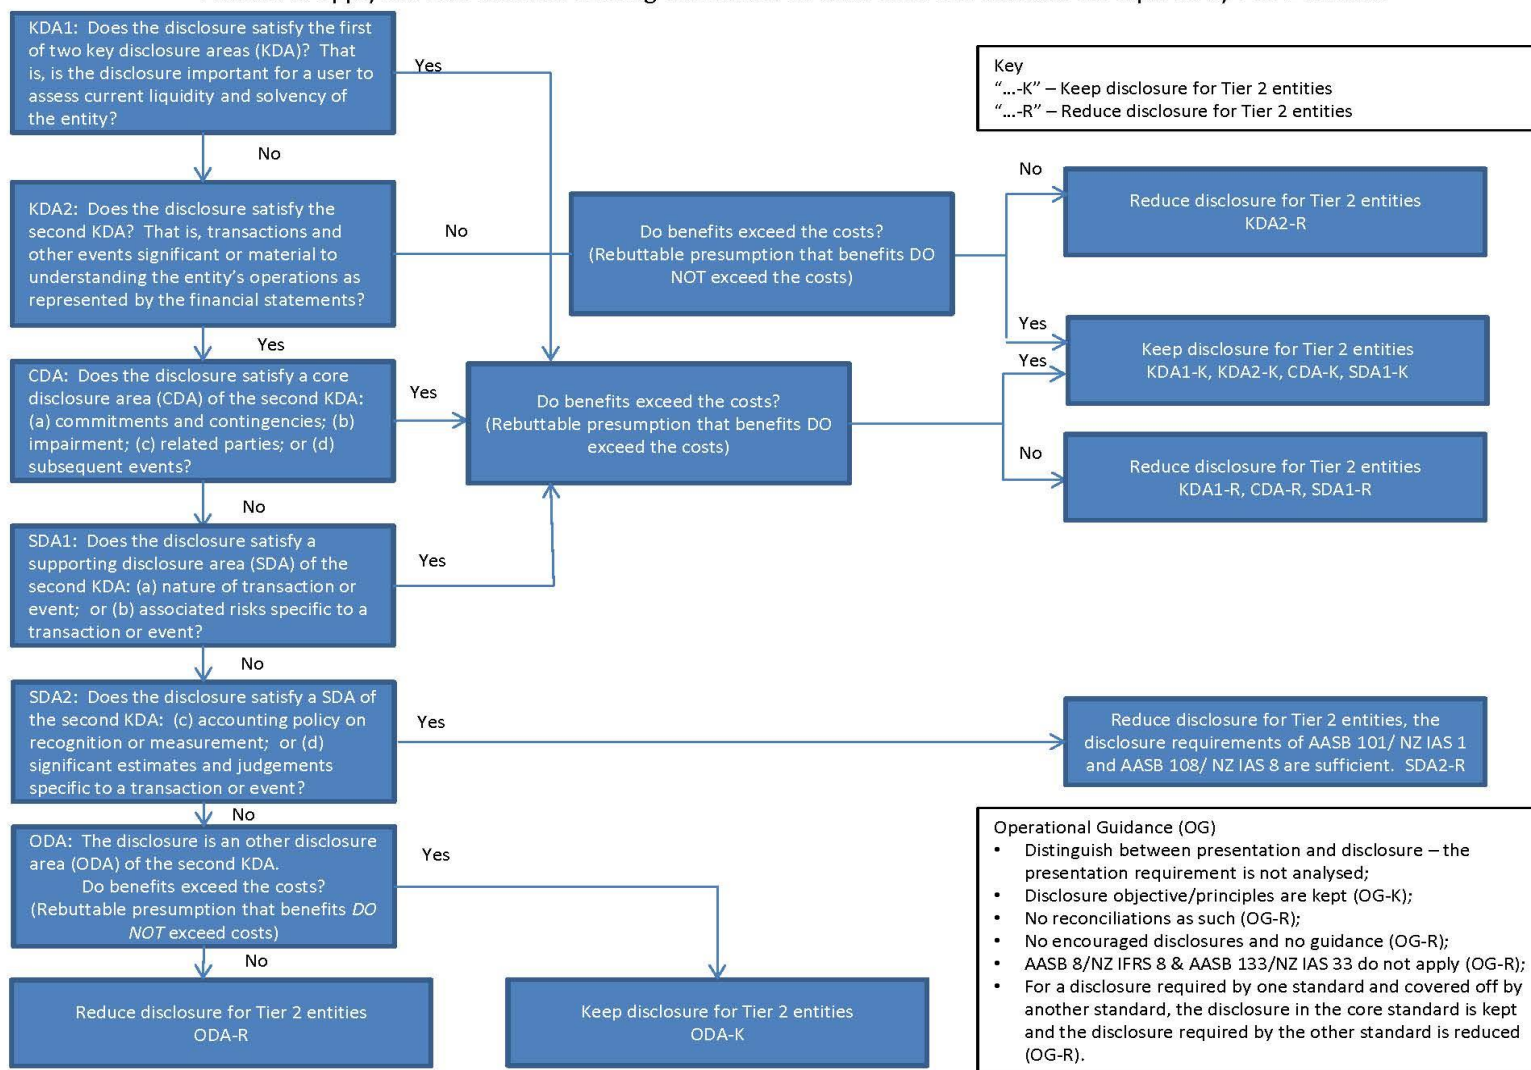 KDA1: Does the disclosure satisfy the first
of two key disclosure areas (KDA)? That
is, is the disclosure important for a user to
assess current liquidity and solvency of
the entity?
Yes
Key
"...-K" – Keep disclosure for Tier 2 entities
"...-R" – Reduce disclosure for Tier 2 entities
No
KDA2: Does the disclosure satisfy the
second KDA? That is, transactions and
other events significant or material to
understanding the entity's operations as
represented by the financial statements?
No
Do benefits exceed the costs?
(Rebuttable presumption that benefits DO
NOT exceed the costs)
No
Reduce disclosure for Tier 2 entities
KDA2-R
Yes
Yes
Keep disclosure for Tier 2 entities
KDA1-K, KDA2-K, CDA-K, SDA1-K
Yes
CDA: Does the disclosure satisfy a core
disclosure area (CDA) of the second KDA:
(a) commitments and contingencies; (b)
impairment; (c) related parties; or (d)
subsequent events?
Yes
Do benefits exceed the costs?
(Rebuttable presumption that benefits DO
exceed the costs)
No
Reduce disclosure for Tier 2 entities
KDA1-R, CDA-R, SDA1-R
No
SDA1: Does the disclosure satisfy a
supporting disclosure area (SDA) of the
second KDA: (a) nature of transaction or
event; or (b) associated risks specific to a
transaction or event?
Yes
No
SDA2: Does the disclosure satisfy a SDA of
the second KDA: (c) accounting policy on
recognition or measurement; or (d)
significant estimates and judgements
specific to a transaction or event?
Yes
Reduce disclosure for Tier 2 entities, the
disclosure requirements of AASB 101/ NZ IAS 1
and AASB 108/ NZ IAS 8 are sufficient. SDA2-R
No
ODA: The disclosure is an other disclosure
area (ODA) of the second KDA.
Do benefits exceed the costs?
(Rebuttable presumption that benefits DO
NOT exceed costs)
Yes
No
Reduce disclosure for Tier 2 entities
ODA-R
Keep disclosure for Tier 2 entities
ODA-K
Operational Guidance (OG)
• Distinguish between presentation and disclosure – the
presentation requirement is not analysed;
• Disclosure objective/principles are kept (OG-K);
• No reconciliations as such (OG-R);
• No encouraged disclosures and no guidance (OG-R);
• AASB 8/NZ IFRS 8 & AASB 133/NZ IAS 33 do not apply (OG-R);
• For a disclosure required by one standard and covered off by
another standard, the disclosure in the core standard is kept
and the disclosure required by the other standard is reduced
(OG-R).